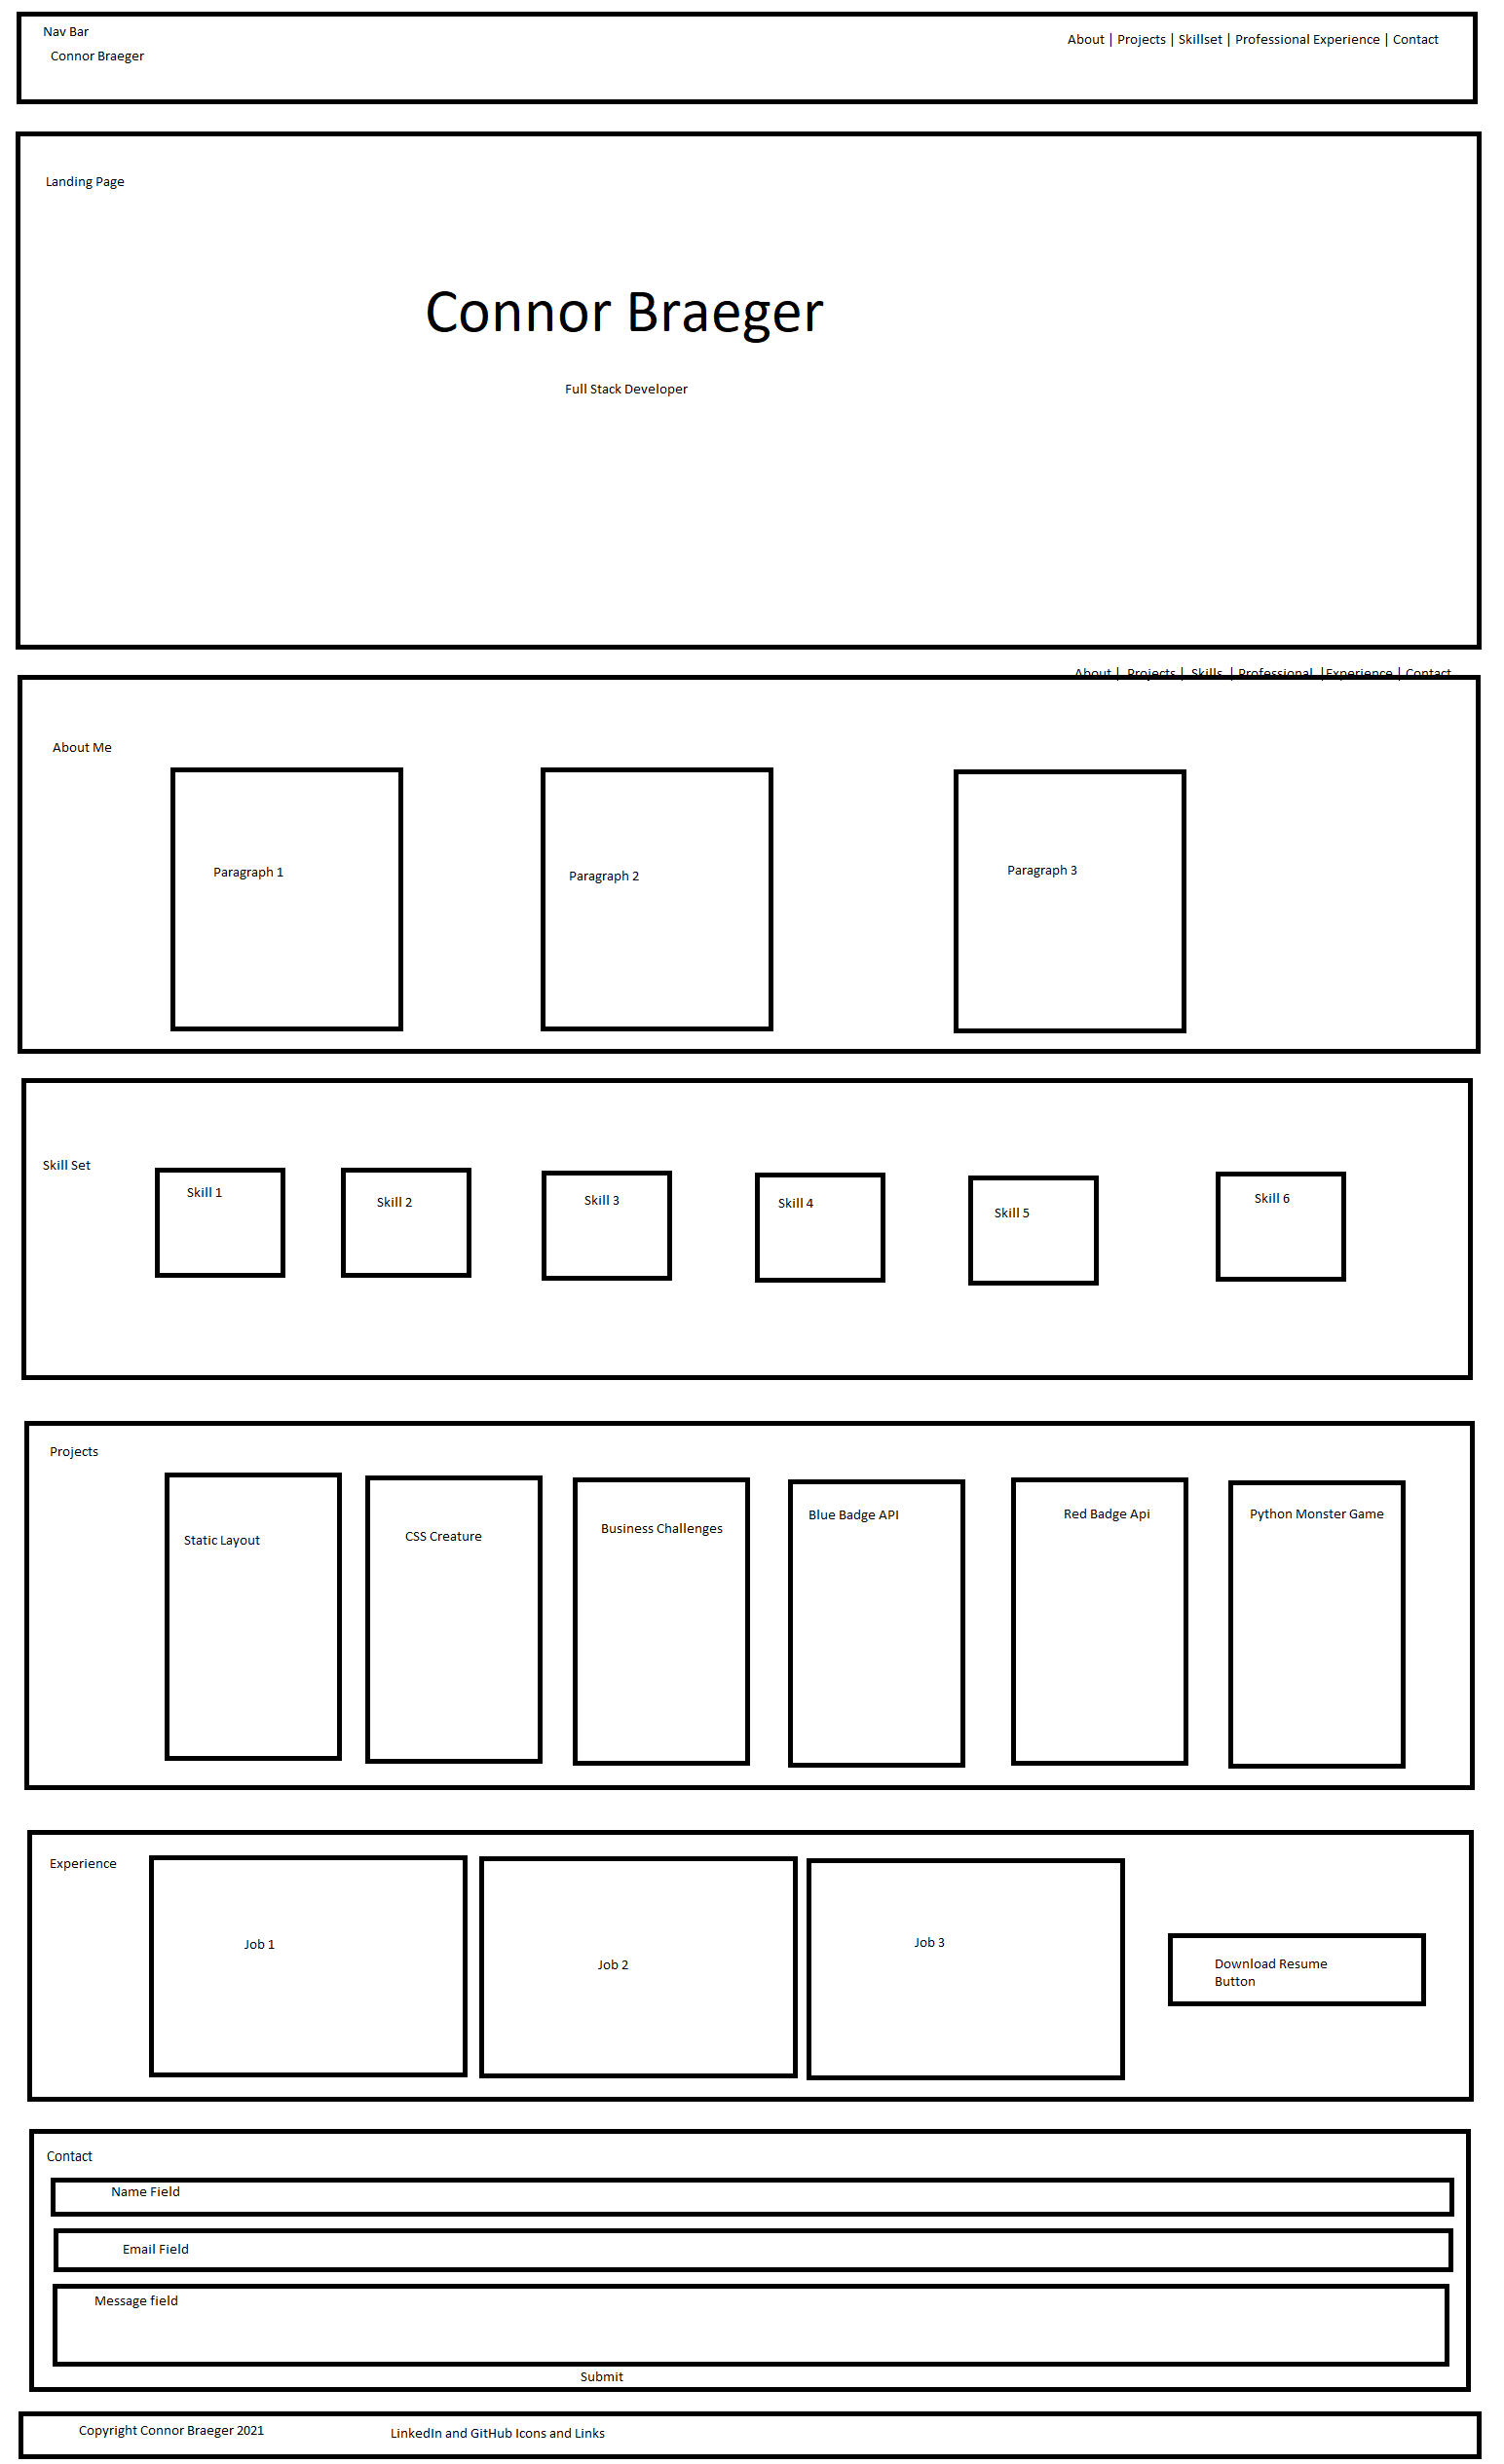 Nav Bar
Connor Braeger
About | Projects | Skillset | Professional Experience | Contact
Landing Page
Connor Braeger
Full Stack Developer
About | Projects | Skills | Professional |Experience | Contact
About Me
Paragraph 1
Paragraph 2
Paragraph 3
Skill Set
Skill 1
Skill 2
Skill 3
Skill 4
Skill 5
Skill 6
Projects
Static Layout
CSS Creature
Business Challenges
Blue Badge API
Red Badge Api
Python Monster Game
Experience
Job 1
Job 2
Job 3
Download Resume
Button
Contact
Name Field
Email Field
Message field
Submit
Copyright Connor Braeger 2021
LinkedIn and GitHub Icons and Links